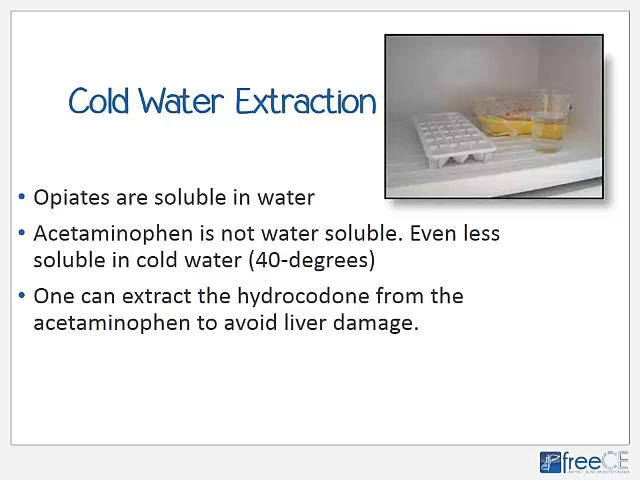 Cold Water Extraction
• Opiates are soluble in water
• Acetaminophen is not water soluble. Even less
soluble in cold water (40-degrees)
• One can extract the hydrocodone from the
acetaminophen to avoid liver damage.
freeCE